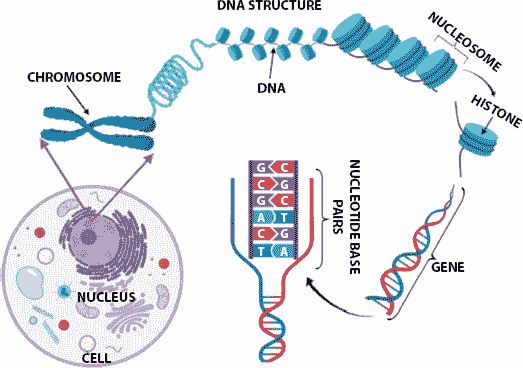 DNA STRUCTURE
NUCLEOSOME
CHROMOSOME
DNA
HISTONE
G C
C G
G C
A T
C G
T A
NUCLEOTIDE BASE
PAIRS
GENE
NUCLEUS
CELL